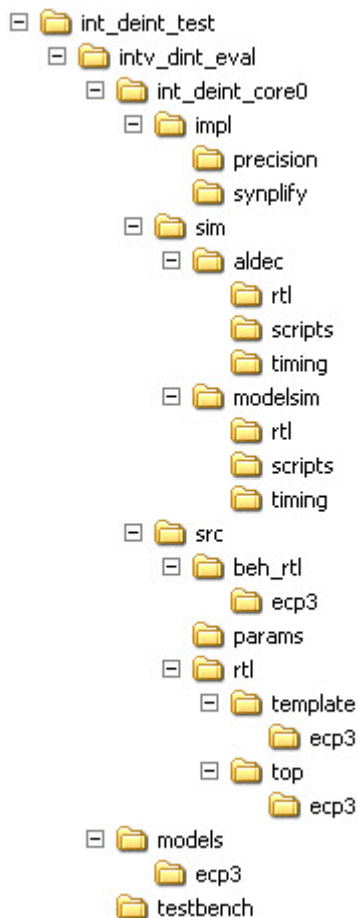 int_deint_test
intv_dint_eval
int_deint_core0
impl
precision
synplify
sim
aldec
rtl
scripts
timing
modelsim
rtl
scripts
timing
src
beh_rtl
ecp3
params
rtl
template
ecp3
top
ecp3
models
ecp3
testbench